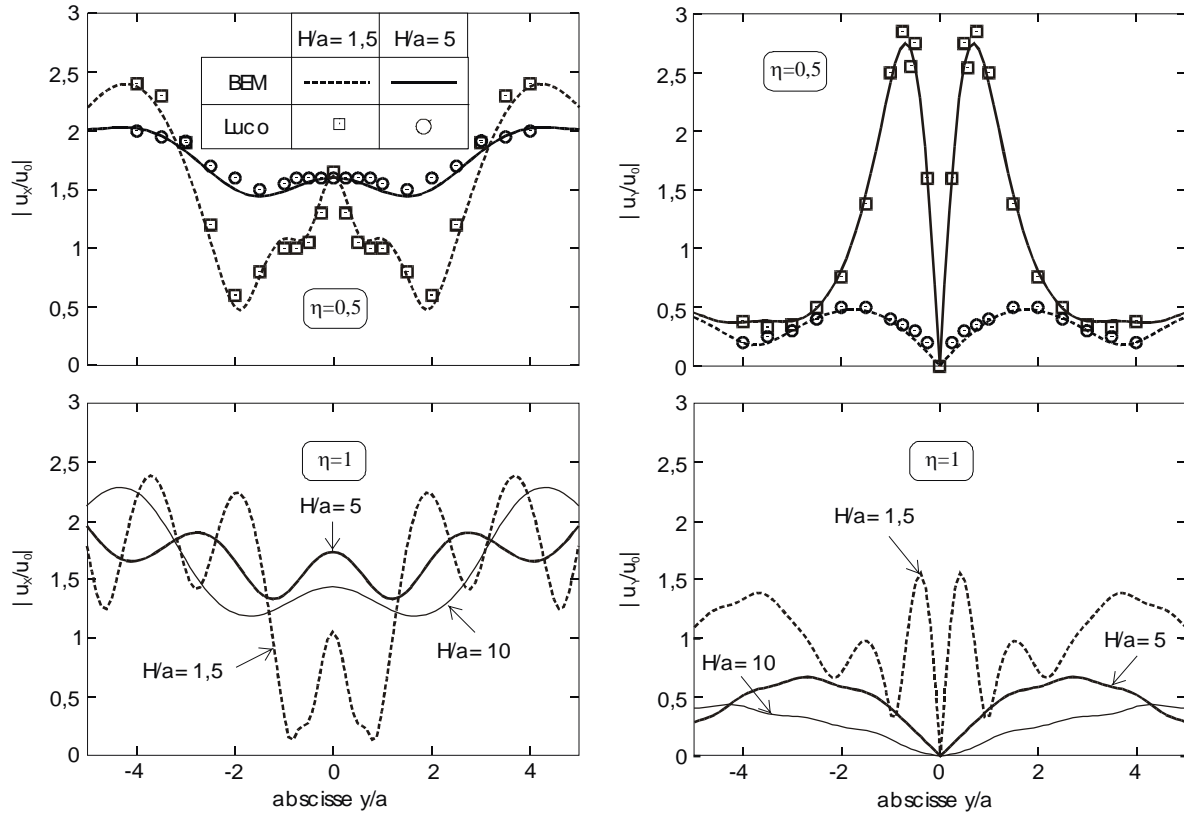 3
2,5
2
1,5
1
0,5
0
| uₓ/u₀|
H/a= 1,5 H/a= 5
BEM
Luco
η=0,5
3
2,5
2
1,5
1
0,5
0
| uᵧ/u₀|
η=0,5
3
2,5
2
1,5
1
0,5
0
| uₓ/u₀|
η=1
H/a= 5
H/a= 1,5
H/a= 10
-4 -2 0 2 4
abscisse y/a
3
2,5
2
1,5
1
0,5
0
| uᵧ/u₀|
η=1
H/a= 1,5
H/a= 10
H/a= 5
-4 -2 0 2 4
abscisse y/a